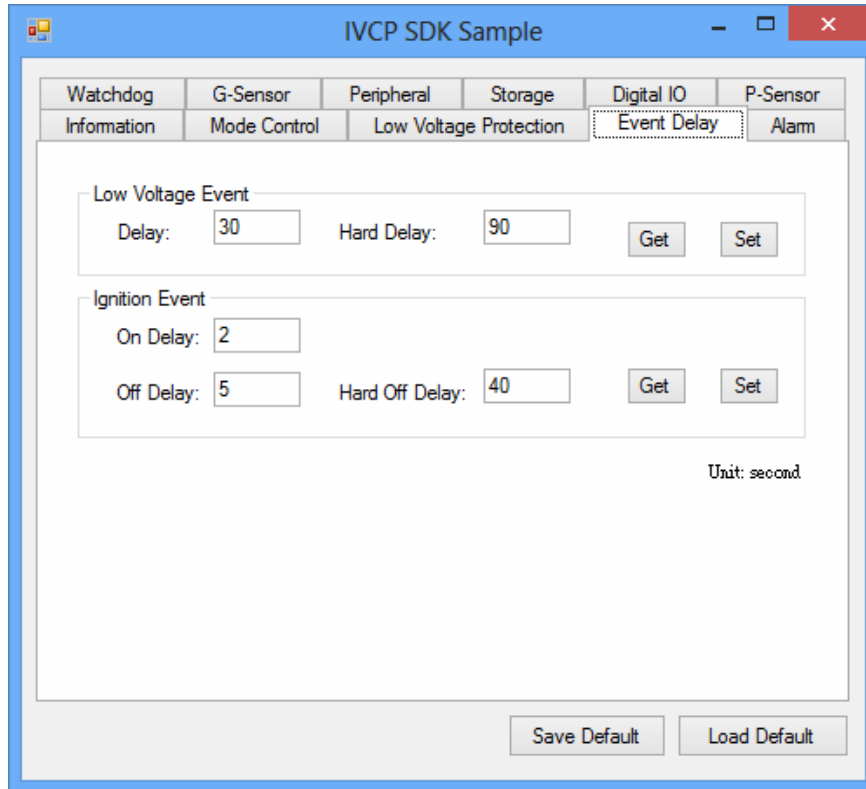 IVCP SDK Sample
Watchdog G-Sensor Peripheral Storage Digital IO P-Sensor
Information Mode Control Low Voltage Protection Event Delay Alarm
Low Voltage Event
Delay: 30 Hard Delay: 90 Get Set
Ignition Event
On Delay: 2
Off Delay: 5 Hard Off Delay: 40 Get Set
Unit: second
Save Default Load Default